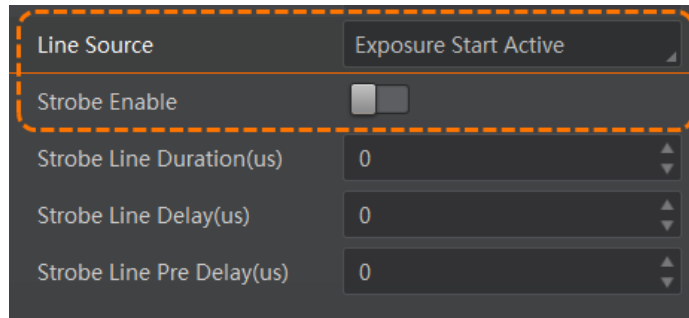 Line Source Exposure Start Active
Strobe Enable
Strobe Line Duration(us) 0
Strobe Line Delay(us) 0
Strobe Line Pre Delay(us) 0